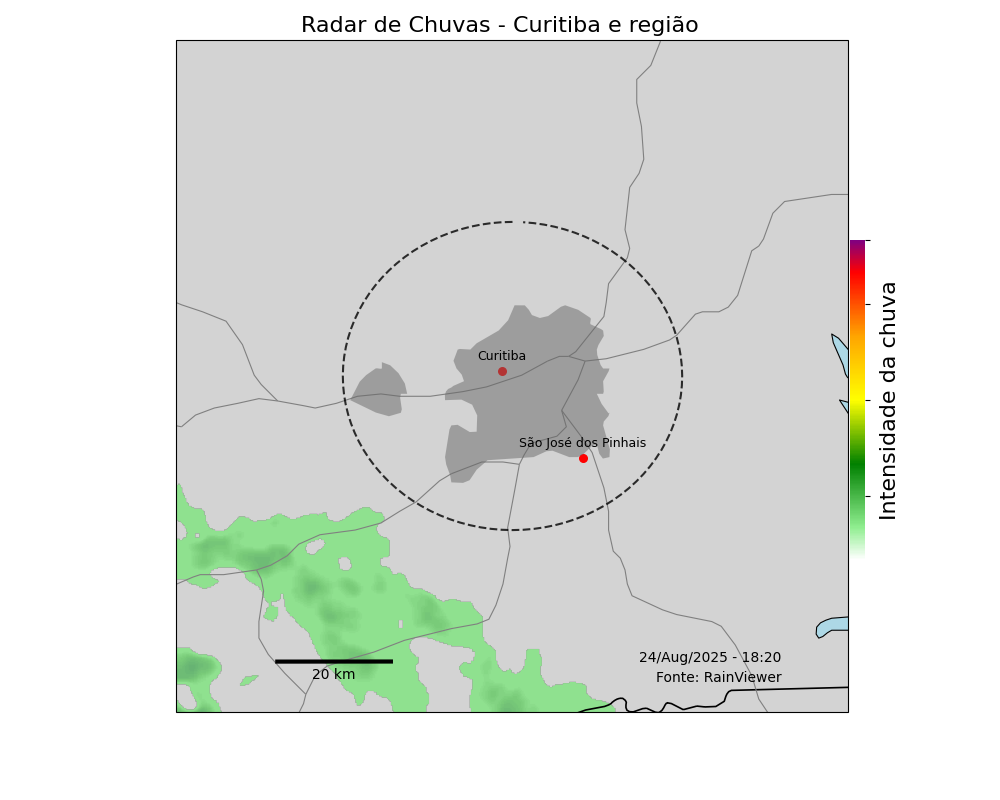 Radar de Chuvas - Curitiba e região
Curitiba
São José dos Pinhais
Intensidade da chuva
24/Aug/2025 - 18:20
Fonte: RainViewer
20 km